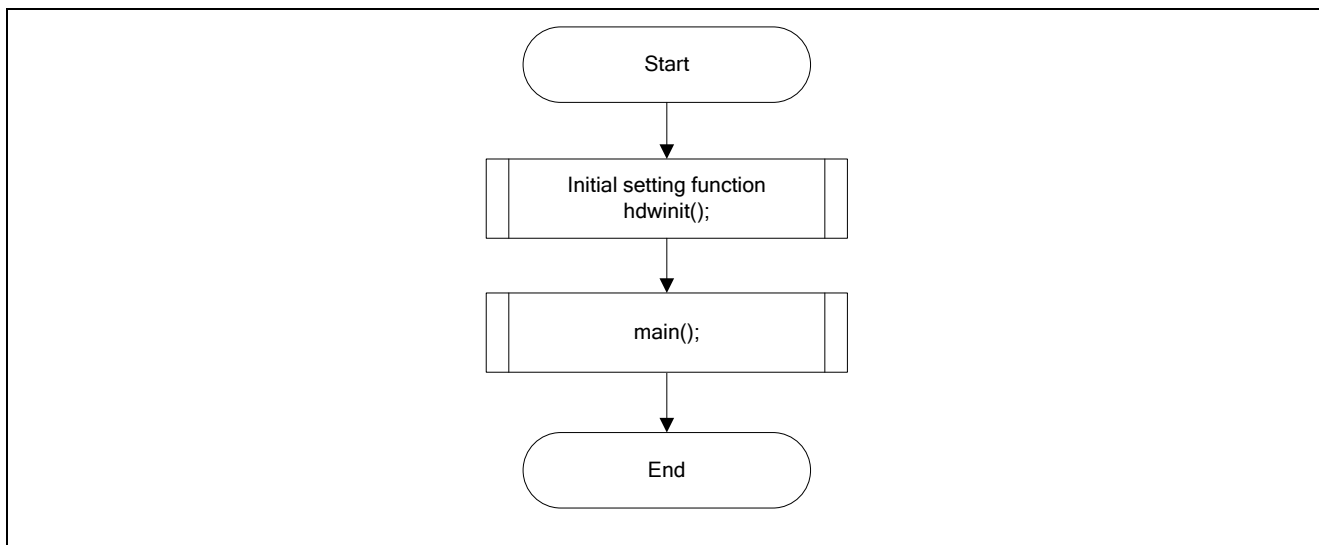 Start
Initial setting function
hdwinit();
main();
End